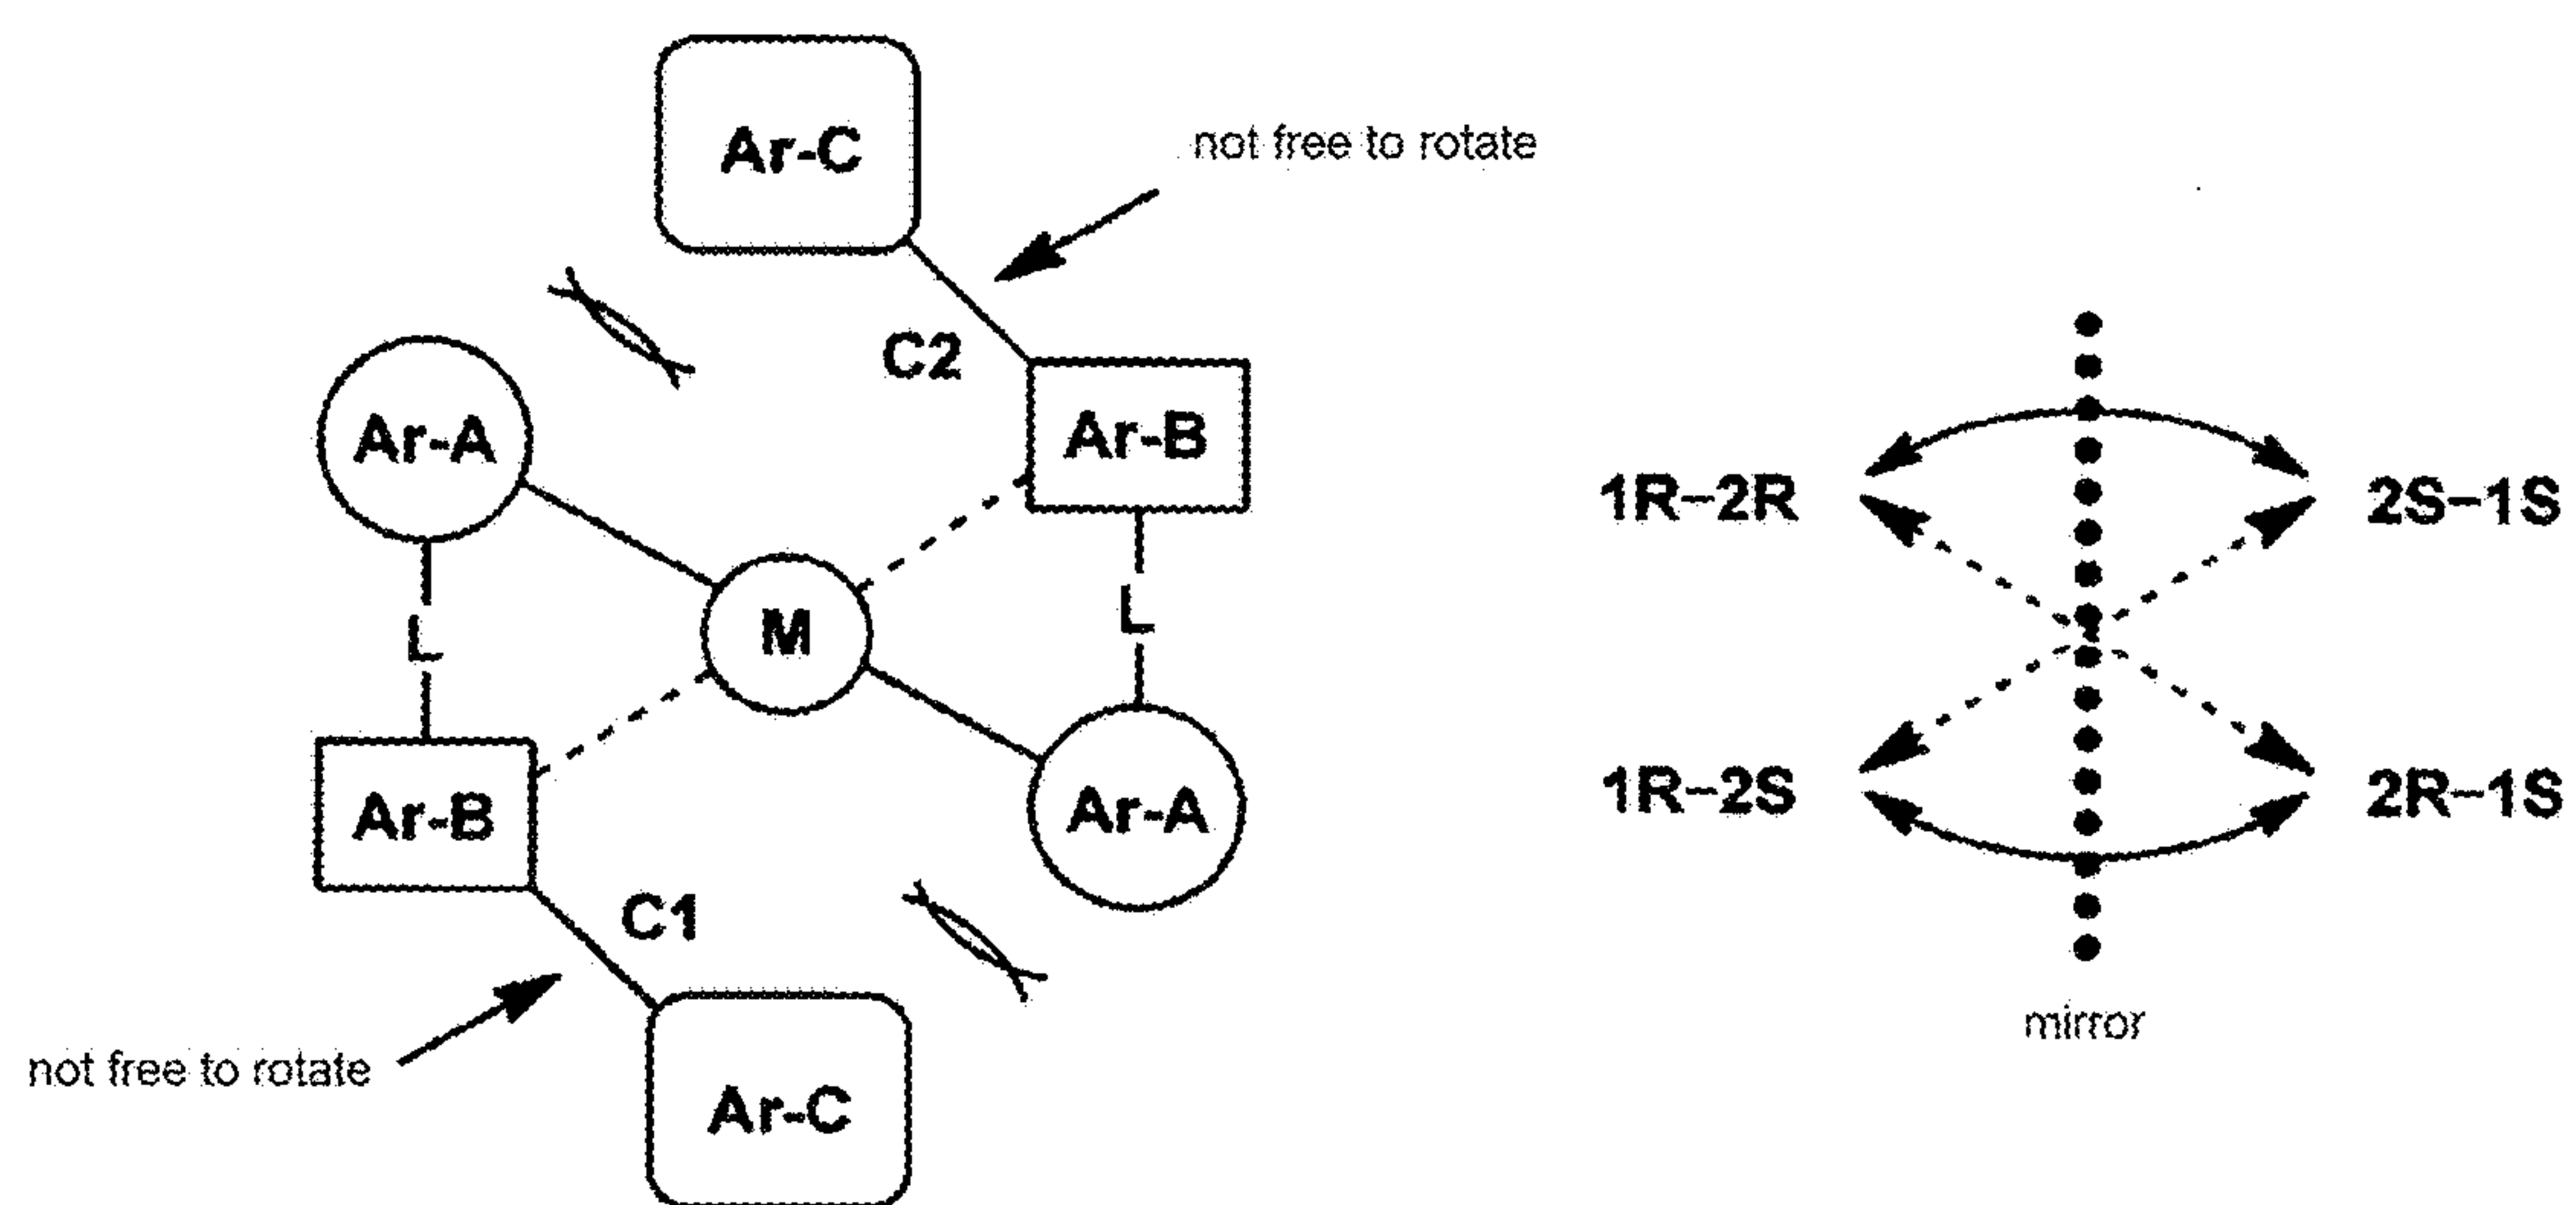 Ar-C
not free to rotate
C2
Ar-A
Ar-B
1R–2R
2S–1S
L
M
L
Ar-B
Ar-A
1R–2S
2R–1S
C1
not free to rotate
Ar-C
mirror